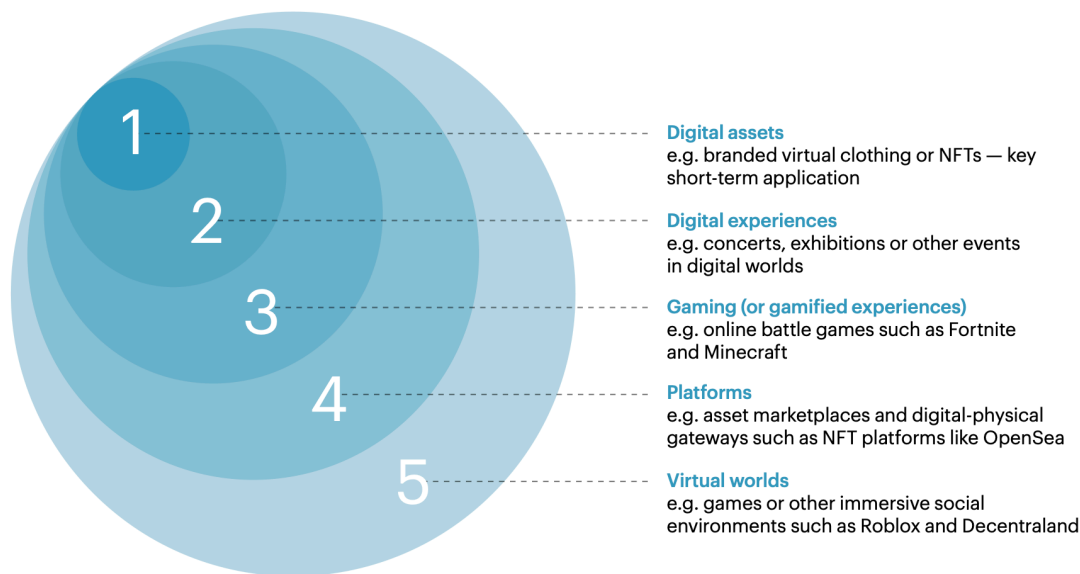 1
Digital assets
e.g. branded virtual clothing or NFTs — key
short-term application
2
Digital experiences
e.g. concerts, exhibitions or other events
in digital worlds
3
Gaming (or gamified experiences)
e.g. online battle games such as Fortnite
and Minecraft
4
Platforms
e.g. asset marketplaces and digital-physical
gateways such as NFT platforms like OpenSea
5
Virtual worlds
e.g. games or other immersive social
environments such as Roblox and Decentraland